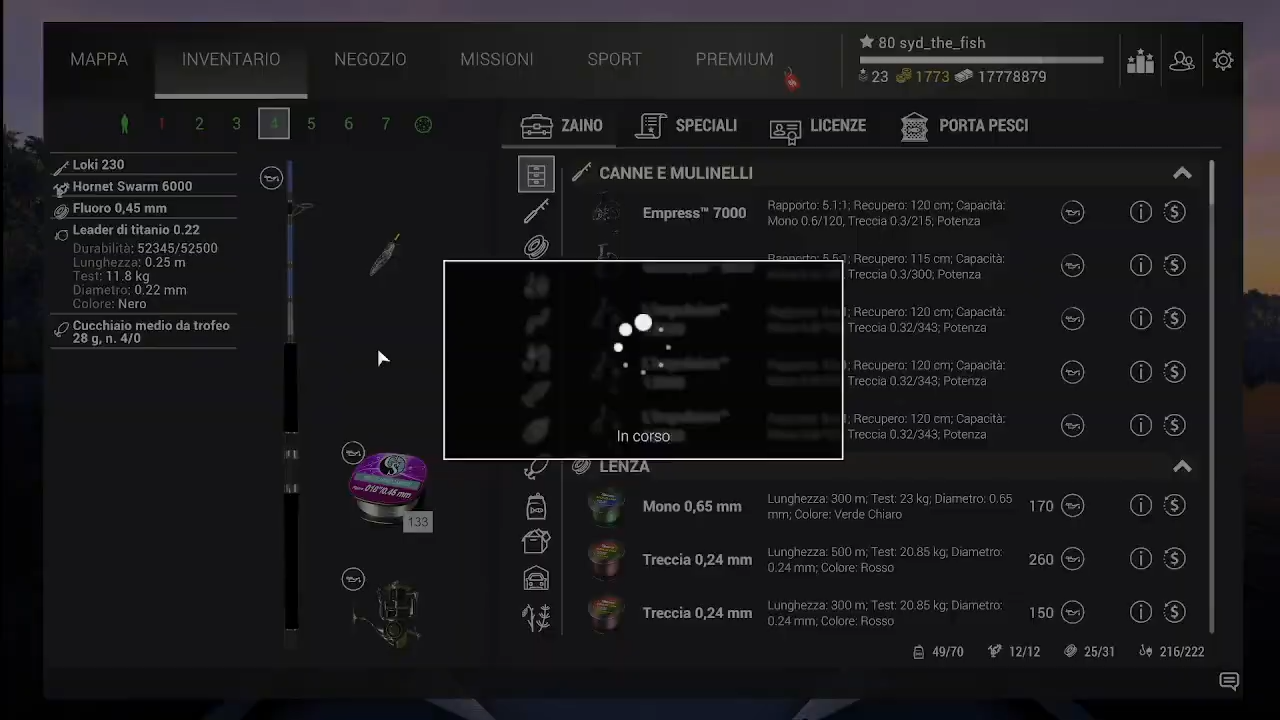 MAPPA INVENTARIO NEGOZIO MISSIONI SPORT PREMIUM
80 syd_the_fish
23 1773 17778879
1 2 3 4 5 6 7
ZAINO SPECIALI LICENZE PORTA PESCI
Loki 230
Hornet Swarm 6000
Fluoro 0,45 mm
Leader di titanio 0.22
Durabilità: 52345/52500
Lunghezza: 0.25 m
Test: 11.8 kg
Diametro: 0.22 mm
Colore: Nero
Cucchiaio medio da trofeo
28 g, n. 4/0
0.45 mm
133
CANNE E MULINELLI
Empress™ 7000
Rapporto: 5.1:1; Recupero: 120 cm; Capacità:
Mono 0.6/120, Treccia 0.3/215; Potenza
Rapporto: 5.5:1; Recupero: 115 cm; Capacità:
Treccia 0.3/300; Potenza
Recupero: 120 cm; Capacità:
Treccia 0.32/343; Potenza
Recupero: 120 cm; Capacità:
Treccia 0.32/343; Potenza
Recupero: 120 cm; Capacità:
Treccia 0.32/343; Potenza
In corso
LENZA
Mono 0,65 mm
Lunghezza: 300 m; Test: 23 kg; Diametro: 0.65
mm; Colore: Verde Chiaro
170
Treccia 0,24 mm
Lunghezza: 500 m; Test: 20.85 kg; Diametro:
0.24 mm; Colore: Rosso
260
Treccia 0,24 mm
Lunghezza: 300 m; Test: 20.85 kg; Diametro:
0.24 mm; Colore: Rosso
150
49/70 12/12 25/31 216/222